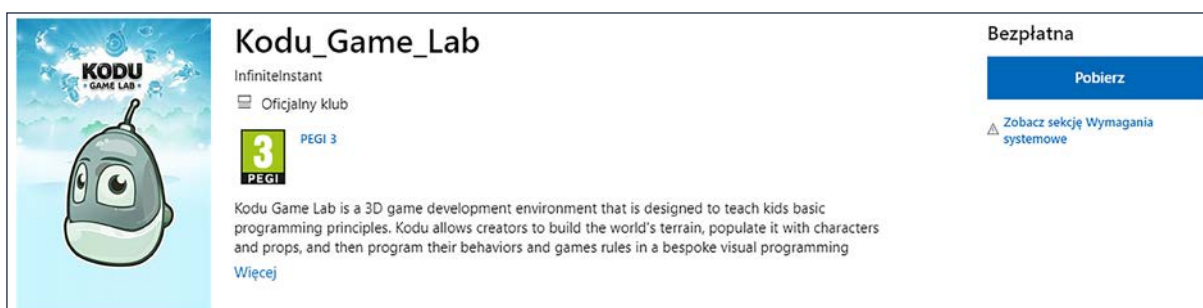 KODU
GAME LAB
Kodu_Game_Lab
InfiniteInstant
Oficjalny klub
3
PEGI
PEGI 3
Kodu Game Lab is a 3D game development environment that is designed to teach kids basic
programming principles. Kodu allows creators to build the world's terrain, populate it with characters
and props, and then program their behaviors and games rules in a bespoke visual programming
Więcej
Bezpłatna
Pobierz
Zobacz sekcję Wymagania
systemowe